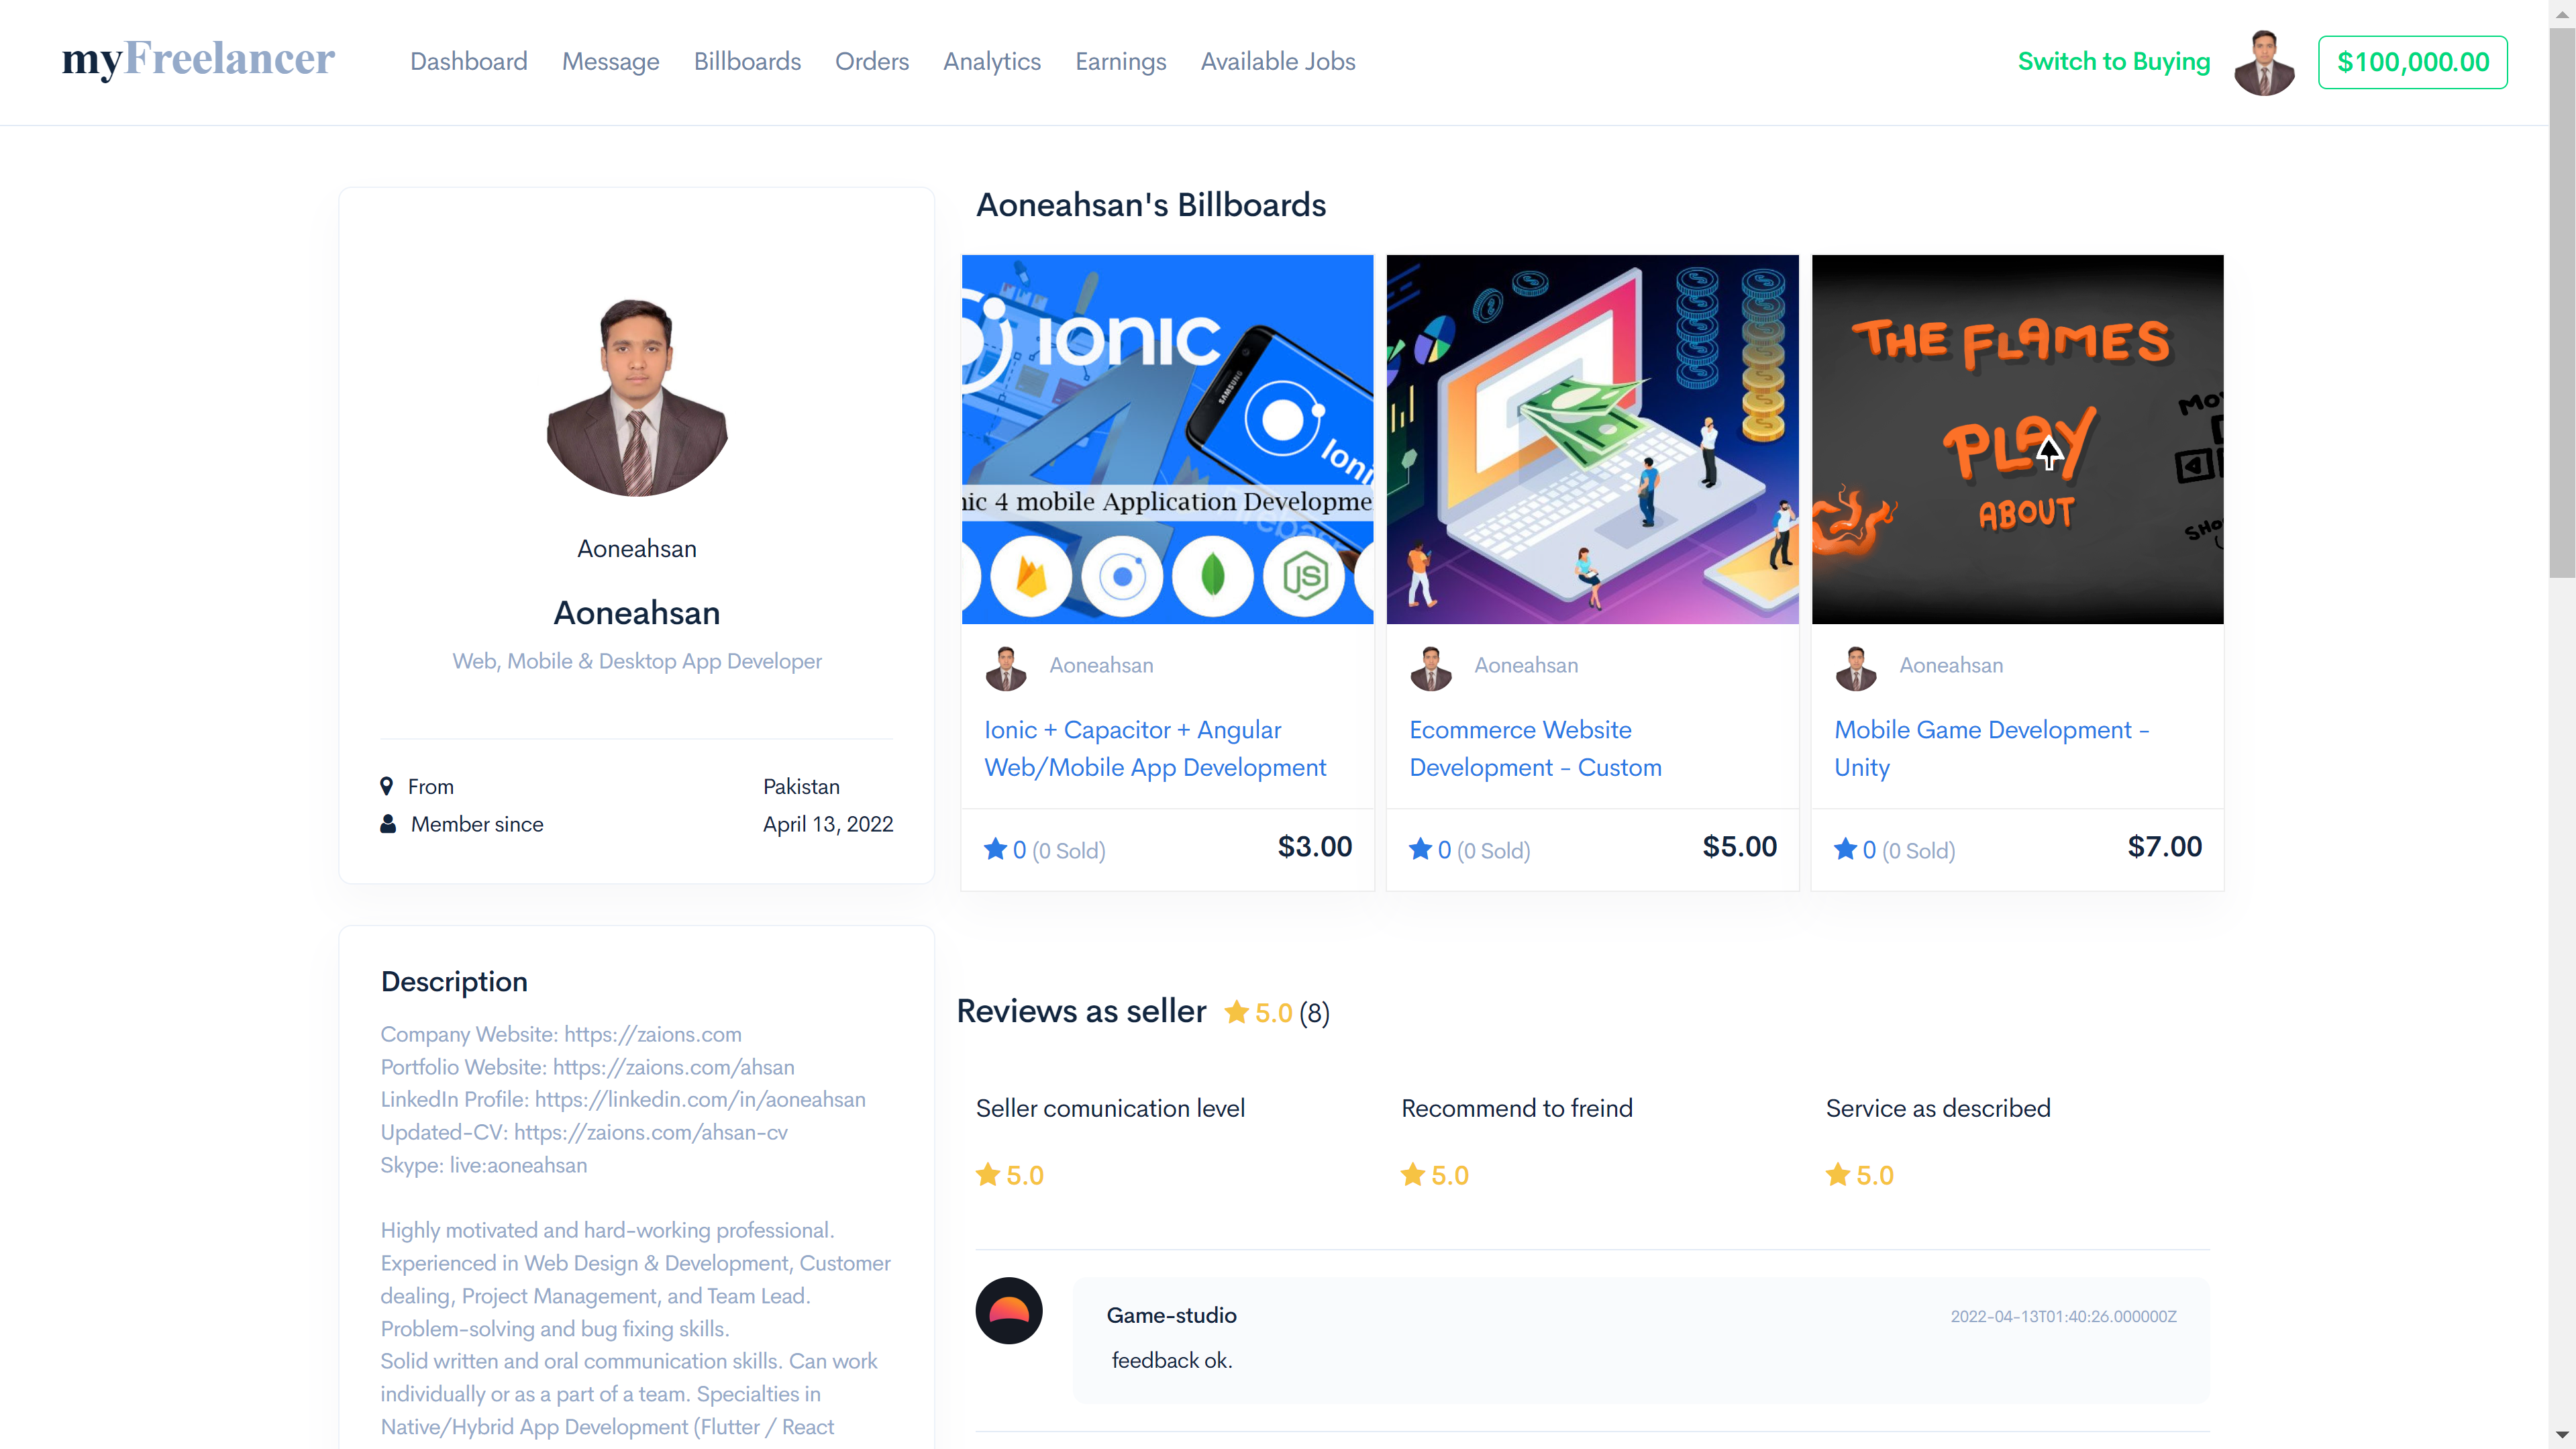 myFreelancer
Dashboard
Message
Billboards
Orders
Analytics
Earnings
Available Jobs
Switch to Buying
$100,000.00
Aoneahsan
Aoneahsan
Web, Mobile & Desktop App Developer
From Pakistan
Member since April 13, 2022
Description
Company Website: https://zaions.com
Portfolio Website: https://zaions.com/ahsan
LinkedIn Profile: https://linkedin.com/in/aoneahsan
Updated-CV: https://zaions.com/ahsan-cv
Skype: live:aoneahsan
Highly motivated and hard-working professional.
Experienced in Web Design & Development, Customer
dealing, Project Management, and Team Lead.
Problem-solving and bug fixing skills.
Solid written and oral communication skills. Can work
individually or as a part of a team. Specialties in
Native/Hybrid App Development (Flutter / React
Aoneahsan's Billboards
IONIC
SAMSUNG
Ioni
nic 4 mobile Application Developme
JS
Aoneahsan
Ionic + Capacitor + Angular
Web/Mobile App Development
0 (0 Sold) $3.00
Aoneahsan
Ecommerce Website
Development - Custom
0 (0 Sold) $5.00
THE FLAMES
PLAY
ABOUT
Aoneahsan
Mobile Game Development -
Unity
0 (0 Sold) $7.00
Reviews as seller 5.0 (8)
Seller comunication level
5.0
Recommend to freind
5.0
Service as described
5.0
Game-studio 2022-04-13T01:40:26.000000Z
feedback ok.